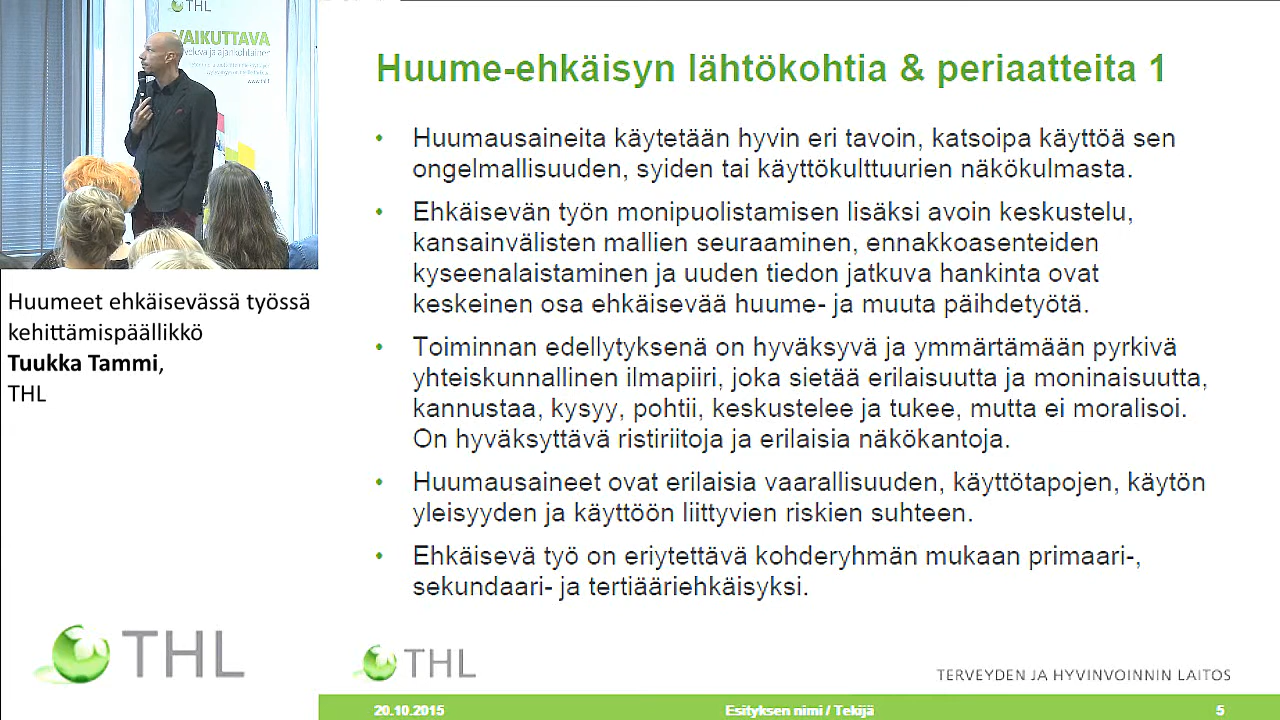 THL
VAIKUTTAVA
Huumeet ehkäisevässä työssä
kehittämispäällikkö
Tuukka Tammi,
THL
THL
Huume-ehkäisyn lähtökohtia & periaatteita 1
• Huumausaineita käytetään hyvin eri tavoin, katsoipa käyttöä sen
ongelmallisuuden, syiden tai käyttökulttuurien näkökulmasta.
• Ehkäisevän työn monipuolistamisen lisäksi avoin keskustelu,
kansainvälisten mallien seuraaminen, ennakkoasenteiden
kyseenalaistaminen ja uuden tiedon jatkuva hankinta ovat
keskeinen osa ehkäisevää huume- ja muuta päihdetyötä.
• Toiminnan edellytyksenä on hyväksyvä ja ymmärtämään pyrkivä
yhteiskunnallinen ilmapiiri, joka sietää erilaisuutta ja moninaisuutta,
kannustaa, kysyy, pohtii, keskustelee ja tukee, mutta ei moralisoi.
On hyväksyttävä ristiriitoja ja erilaisia näkökantoja.
• Huumausaineet ovat erilaisia vaarallisuuden, käyttötapojen, käytön
yleisyyden ja käyttöön liittyvien riskien suhteen.
• Ehkäisevä työ on eriytettävä kohderyhmän mukaan primaari-,
sekundaari- ja tertiääriehkäisyksi.
THL
TERVEYDEN JA HYVINVOINNIN LAITOS
20.10.2015
Esityksen nimi / Tekijä
5